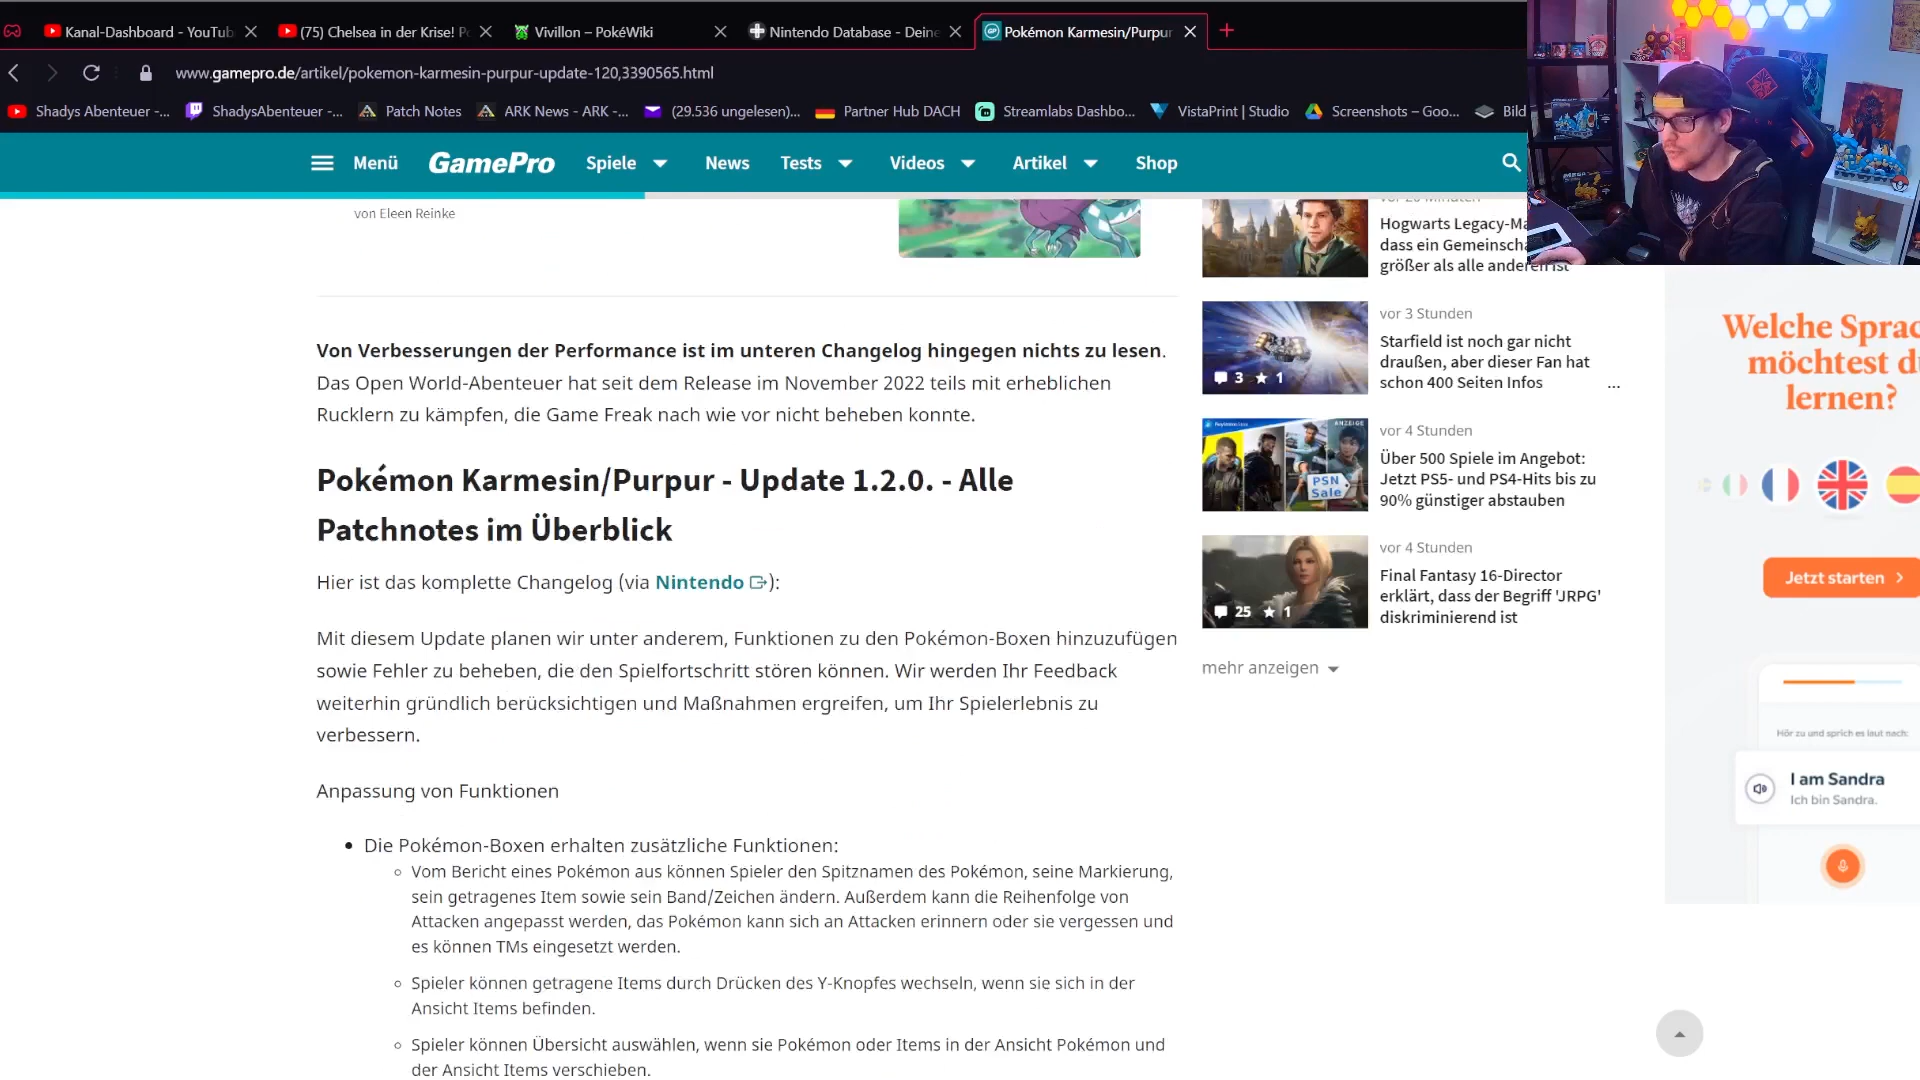 Kanal-Dashboard - YouTub
(75) Chelsea in der Krise! P
Vivillon – PokéWiki
Nintendo Database - Deine
Pokémon Karmesin/Purpur
www.gamepro.de/artikel/pokemon-karmesin-purpur-update-120,3390565.html
Shadys Abenteuer -...
ShadysAbenteuer -...
Patch Notes
ARK News - ARK -...
(29.536 ungelesen)...
Partner Hub DACH
Streamlabs Dashbo...
VistaPrint | Studio
Screenshots – Goo...
Bild
Menü
GamePro
Spiele
News
Tests
Videos
Artikel
Shop
von Eleen Reinke
Von Verbesserungen der Performance ist im unteren Changelog hingegen nichts zu lesen.
Das Open World-Abenteuer hat seit dem Release im November 2022 teils mit erheblichen
Rucklern zu kämpfen, die Game Freak nach wie vor nicht beheben konnte.
Pokémon Karmesin/Purpur - Update 1.2.0. - Alle
Patchnotes im Überblick
Hier ist das komplette Changelog (via Nintendo):
Mit diesem Update planen wir unter anderem, Funktionen zu den Pokémon-Boxen hinzuzufügen
sowie Fehler zu beheben, die den Spielfortschritt stören können. Wir werden Ihr Feedback
weiterhin gründlich berücksichtigen und Maßnahmen ergreifen, um Ihr Spielerlebnis zu
verbessern.
Anpassung von Funktionen
• Die Pokémon-Boxen erhalten zusätzliche Funktionen:
◦ Vom Bericht eines Pokémon aus können Spieler den Spitznamen des Pokémon, seine Markierung,
sein getragenes Item sowie sein Band/Zeichen ändern. Außerdem kann die Reihenfolge von
Attacken angepasst werden, das Pokémon kann sich an Attacken erinnern oder sie vergessen und
es können TMs eingesetzt werden.
◦ Spieler können getragene Items durch Drücken des Y-Knopfes wechseln, wenn sie sich in der
Ansicht Items befinden.
◦ Spieler können Übersicht auswählen, wenn sie Pokémon oder Items in der Ansicht Pokémon und
der Ansicht Items verschieben.
Hogwarts Legacy-Ma
dass ein Gemeinscha
größer als alle anderen ist
vor 3 Stunden
Starfield ist noch gar nicht
draußen, aber dieser Fan hat
schon 400 Seiten Infos ...
3 1
vor 4 Stunden
Über 500 Spiele im Angebot:
Jetzt PS5- und PS4-Hits bis zu
90% günstiger abstauben
ANZEIGE
PSN
Sale
vor 4 Stunden
Final Fantasy 16-Director
erklärt, dass der Begriff 'JRPG'
diskriminierend ist
25 1
mehr anzeigen
Welche Sprac
möchtest d
lernen?
Jetzt starten
Hör zu und sprich es laut nach:
I am Sandra
Ich bin Sandra.